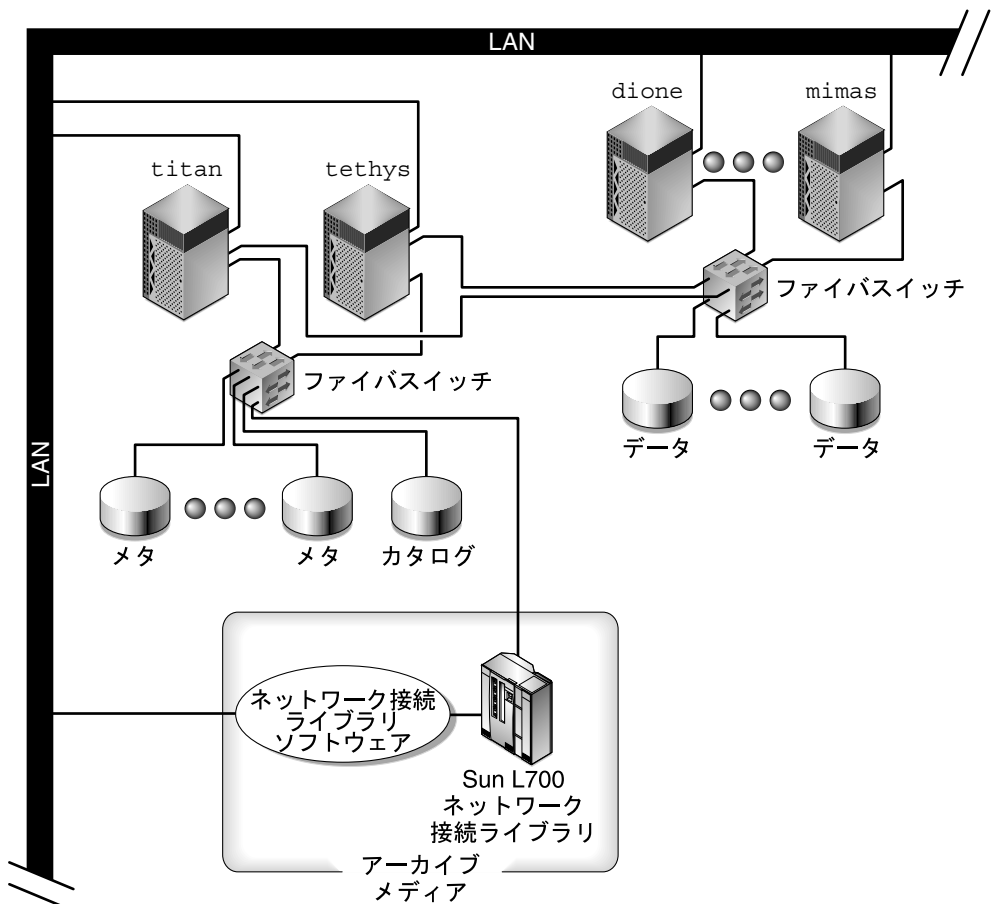 LAN
dione
mimas
titan
tethys
ファイバスイッチ
ファイバスイッチ
データ
データ
LAN
メタ
メタ
カタログ
ネットワーク接続
ライブラリ
ソフトウェア
Sun L700
ネットワーク
接続ライブラリ
アーカイブ
メディア